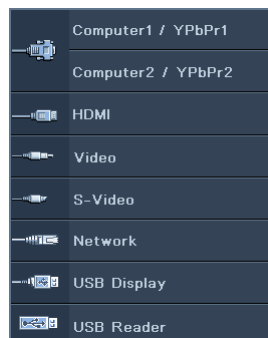 Computer1 / YPbPr1
Computer2 / YPbPr2
HDMI
Video
S-Video
Network
USB Display
USB Reader